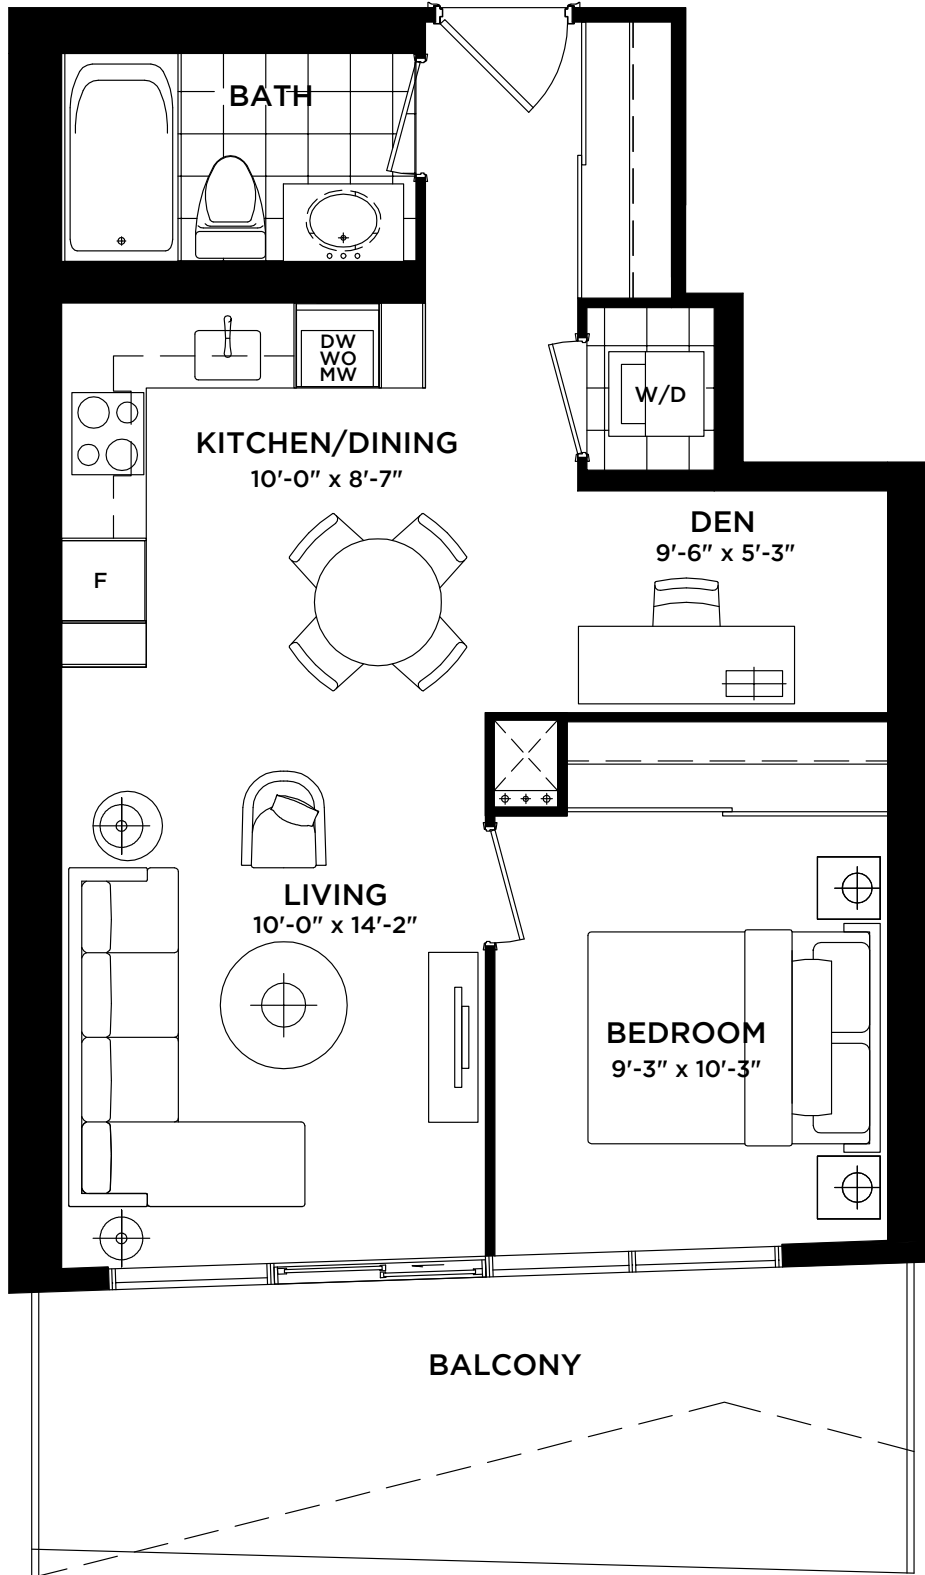 BATH
DW
WO
MW
W/D
KITCHEN/DINING
10'-0" x 8'-7"
DEN
9'-6" x 5'-3"
F
LIVING
10'-0" x 14'-2"
BEDROOM
9'-3" x 10'-3"
BALCONY